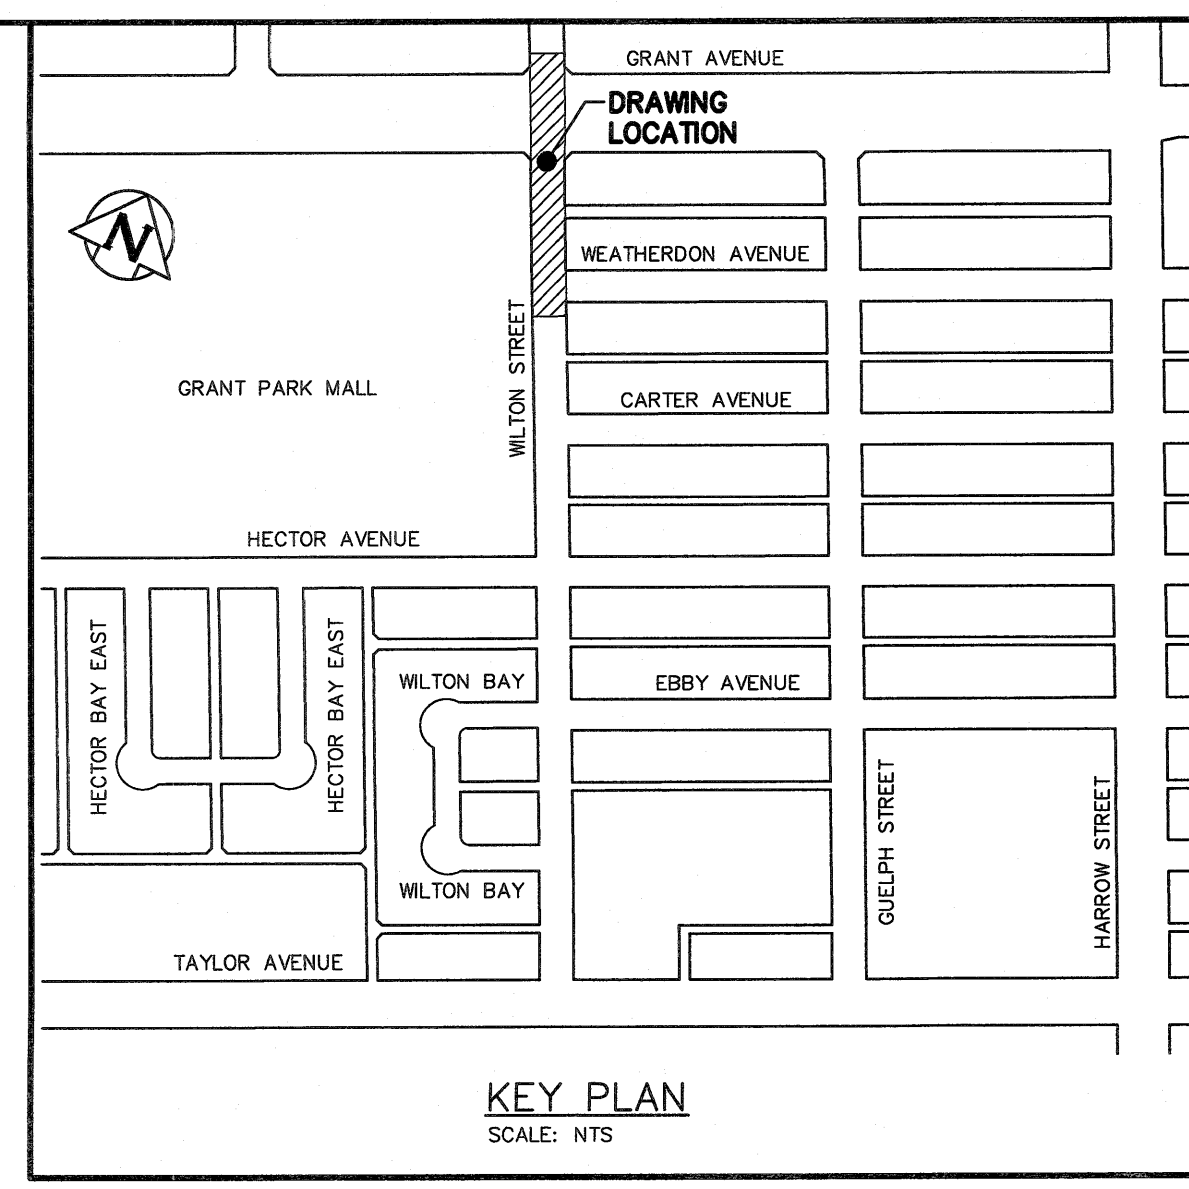 GRANT AVENUE
DRAWING
LOCATION
N
WEATHERDON AVENUE
WILTON STREET
GRANT PARK MALL
CARTER AVENUE
HECTOR AVENUE
HECTOR BAY EAST
HECTOR BAY EAST
WILTON BAY
EBBY AVENUE
GUELPH STREET
HARROW STREET
WILTON BAY
TAYLOR AVENUE
KEY PLAN
SCALE: NTS